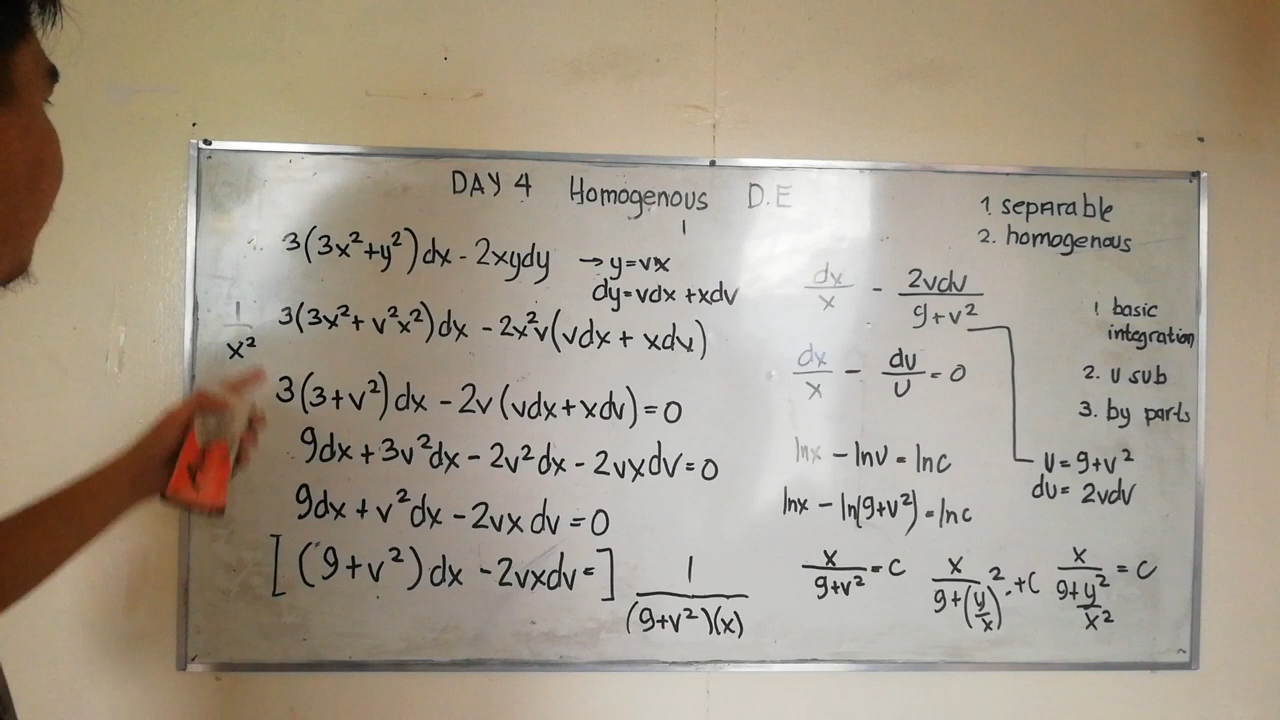 DAY 4 Homogenous D.E
1
3(3x²+y²)dx - 2xydy → y=vx
dy=vdx + xdv
1/x² 3(3x²+ v²x²)dx - 2x²v(vdx + xdv)
3(3+v²)dx - 2v(vdx+xdv)=0
9dx+3v²dx - 2v²dx - 2vxdv=0
9dx+v²dx - 2vx dv=0
[(9+v²)dx - 2vxdv=] 1/(9+v²)(x)
dx/x - 2vdv/9+v²
dx/x - du/u = 0
lnx - lnu = lnc
lnx - ln(9+v²) = lnc
x/9+v² = c
x/9+(y/x)² + c
x/9+y²/x² = c
1. separable
2. homogenous
1. basic
integration
2. u sub
3. by parts
u=9+v²
du= 2vdv